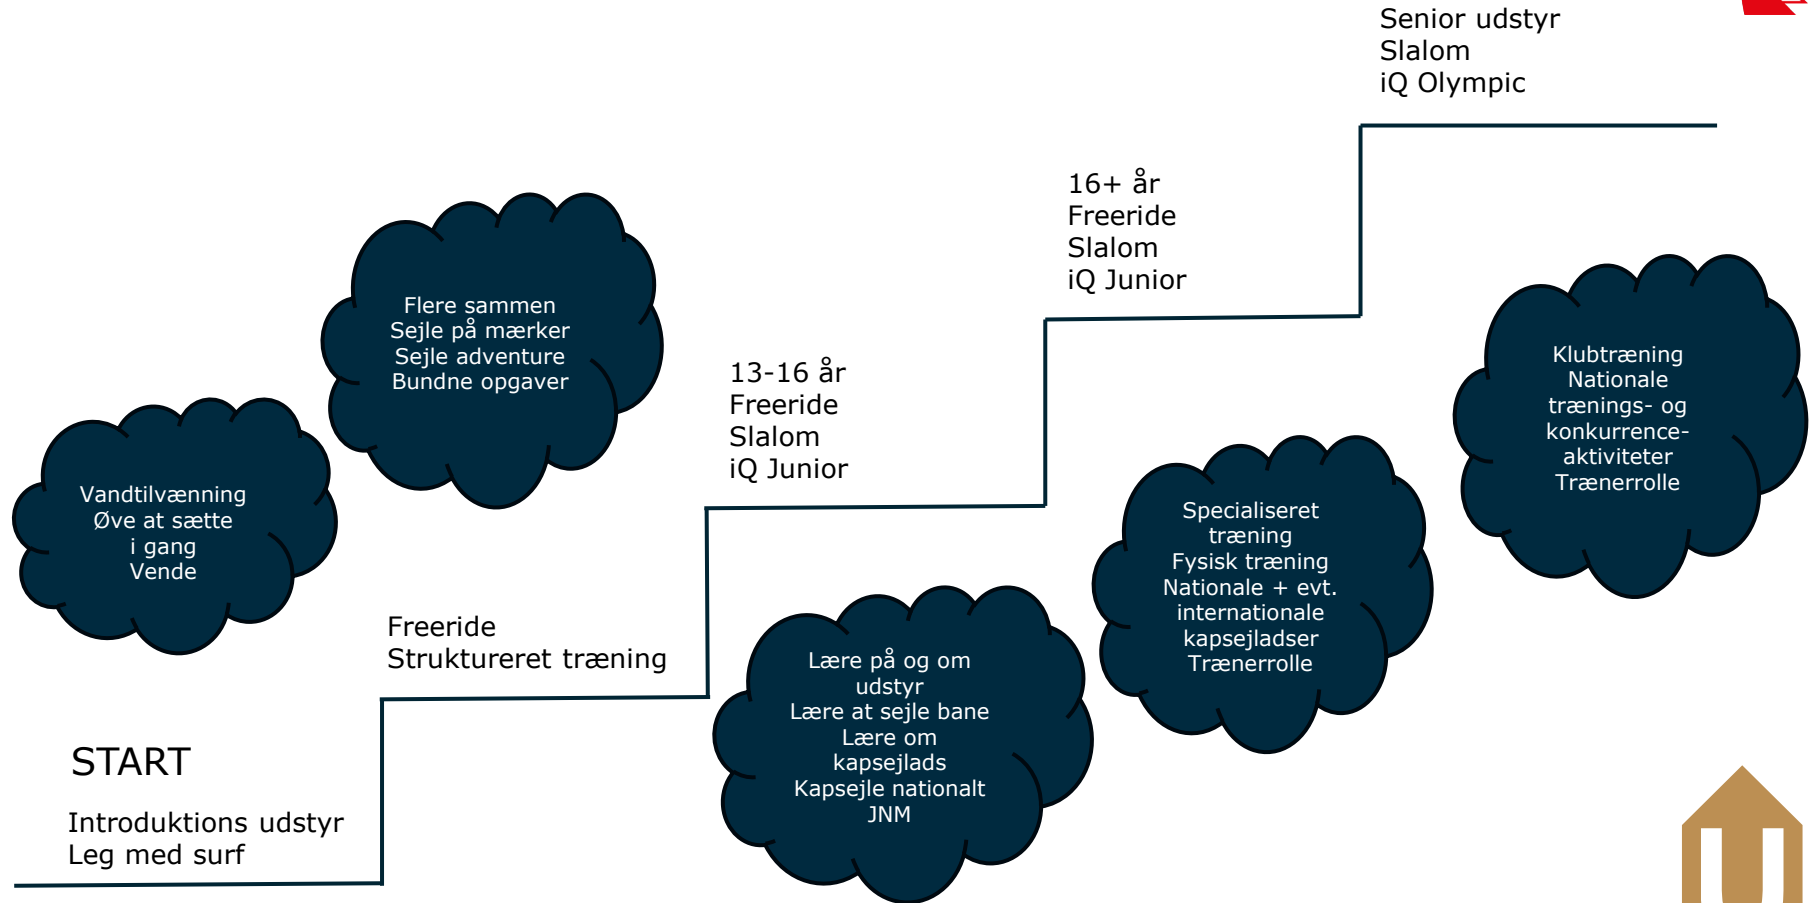 START
Introduktions udstyr
Leg med surf
Vandtilvænning
Øve at sætte
i gang
Vende
Freeride
Struktureret træning
Flere sammen
Sejle på mærker
Sejle adventure
Bundne opgaver
13-16 år
Freeride
Slalom
iQ Junior
Lære på og om
udstyr
Lære at sejle bane
Lære om
kapsejlads
Kapsejle nationalt
JNM
16+ år
Freeride
Slalom
iQ Junior
Specialiseret
træning
Fysisk træning
Nationale + evt.
internationale
kapsejladser
Trænerrolle
Senior udstyr
Slalom
iQ Olympic
Klubtræning
Nationale
trænings- og
konkurrence-
aktiviteter
Trænerrolle